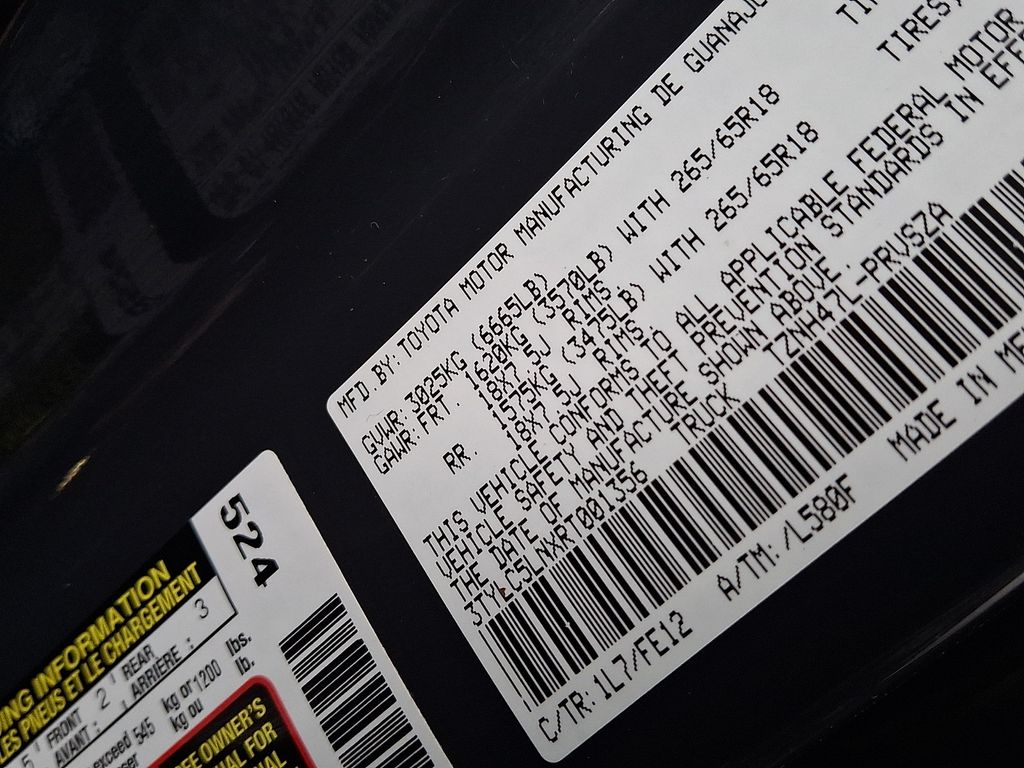 MFD.BY:TOYOTA MOTOR MANUFACTURING DE
GVWR:3025KG (6665LB)
GAWR:FRT. 1620KG (3570LB) WITH 265/65R18
TIRES,
18X7.5J RIMS
RR. 1575KG (3475LB) WITH 265/65R18
18X7.5J RIMS.
THIS VEHICLE CONFORMS TO ALL APPLICABLE FEDERAL MOTOR
VEHICLE SAFETY AND THEFT PREVENTION STANDARDS IN
THE DATE OF MANUFACTURE SHOWN ABOVE.
TRUCK TZNH47L-PRVSZA
C/TR:1L7/FE12 A/TM:/L580F MADE IN
524
INFORMATION
LES PNEUS ET LE CHARGEMENT
5 FRONT 2 REAR 3
AVANT : ARRIÈRE :
exceed 545 kg or 1200 lbs.
kg ou lb.
OWNER'S
FOR